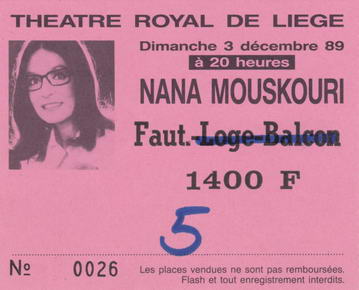 THEATRE ROYAL DE LIEGE
Dimanche 3 décembre 89
à 20 heures
NANA MOUSKOURI
Faut.-Loge-Balcon
1400 F
5
No 0026
Les places vendues ne sont pas remboursées.
Flash et tout enregistrement interdits.